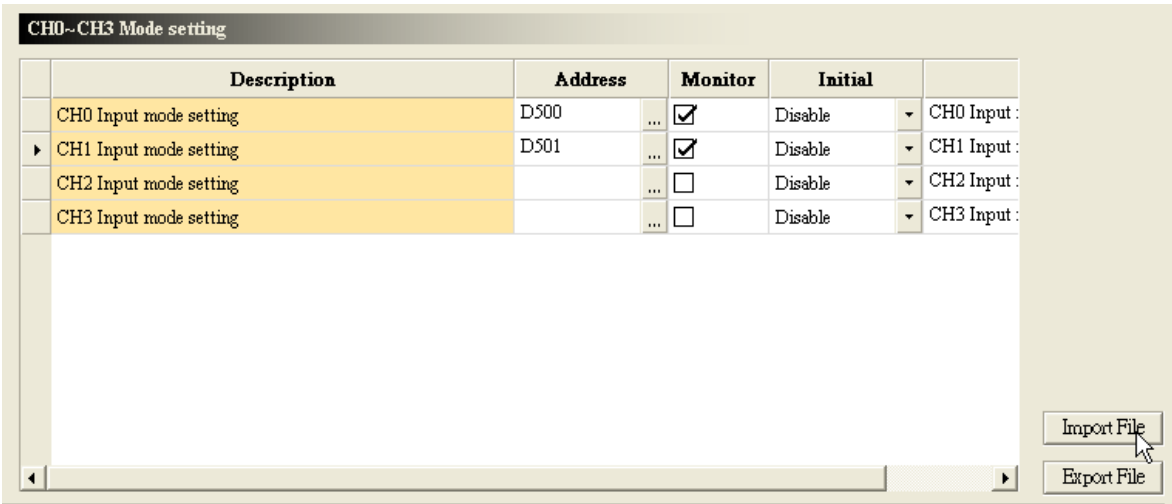 CH0~CH3 Mode setting
Description Address Monitor Initial
CH0 Input mode setting D500 ... Disable CH0 Input :
CH1 Input mode setting D501 ... Disable CH1 Input :
CH2 Input mode setting ... Disable CH2 Input :
CH3 Input mode setting ... Disable CH3 Input :
Import File
Export File